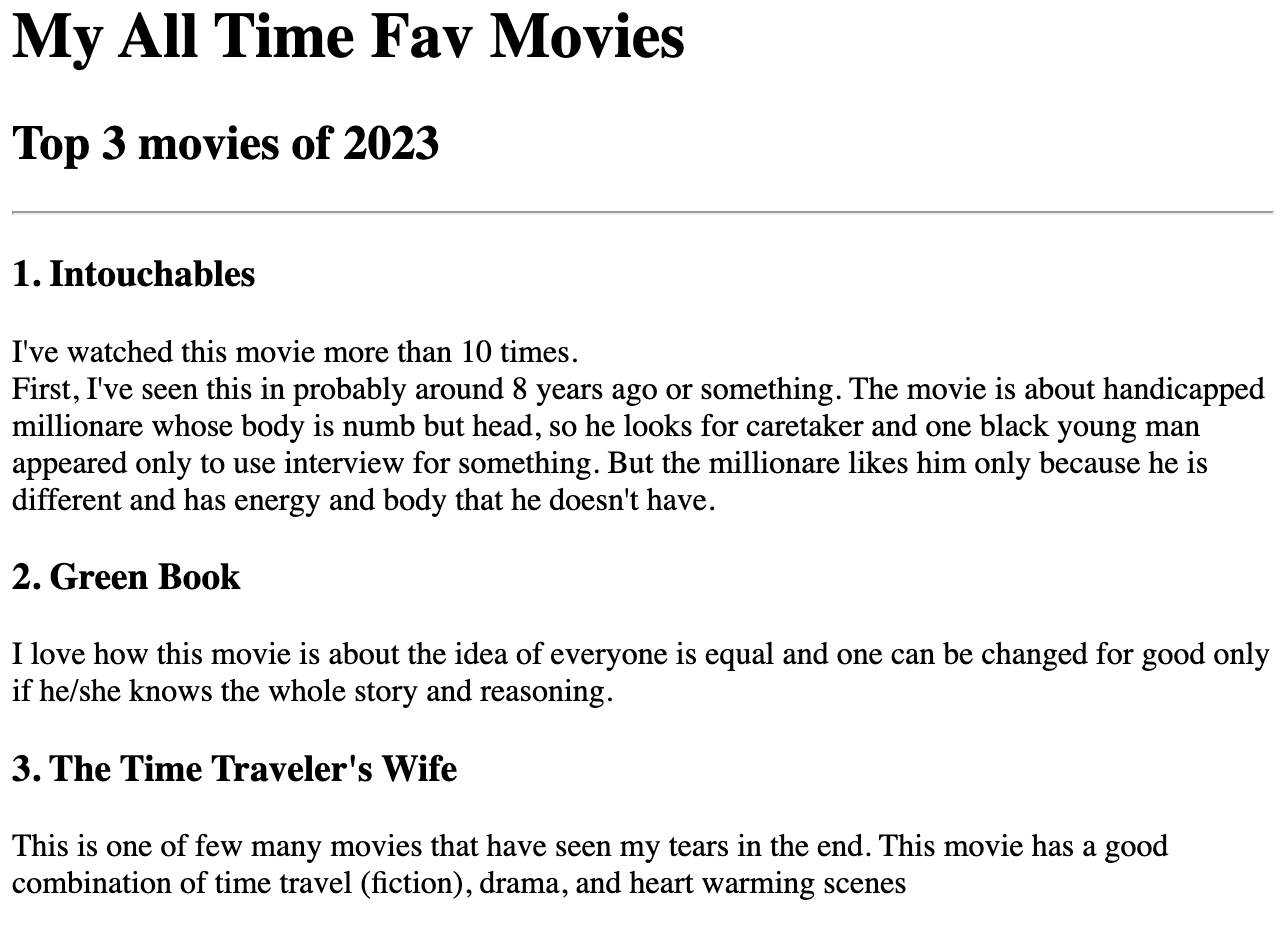 My All Time Fav Movies
Top 3 movies of 2023
1. Intouchables
I've watched this movie more than 10 times.
First, I've seen this in probably around 8 years ago or something. The movie is about handicapped
millionare whose body is numb but head, so he looks for caretaker and one black young man
appeared only to use interview for something. But the millionare likes him only because he is
different and has energy and body that he doesn't have.
2. Green Book
I love how this movie is about the idea of everyone is equal and one can be changed for good only
if he/she knows the whole story and reasoning.
3. The Time Traveler's Wife
This is one of few many movies that have seen my tears in the end. This movie has a good
combination of time travel (fiction), drama, and heart warming scenes